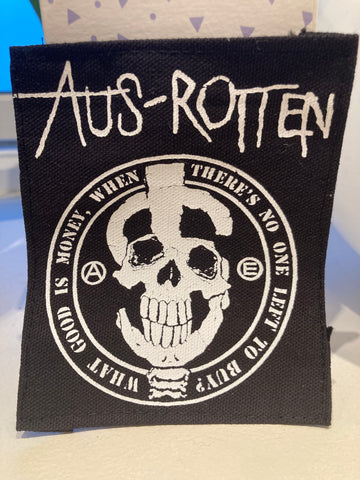 AUS-ROTTEN
WHAT GOOD IS MONEY, WHEN THERE'S NO ONE LEFT TO BUY?
A
E